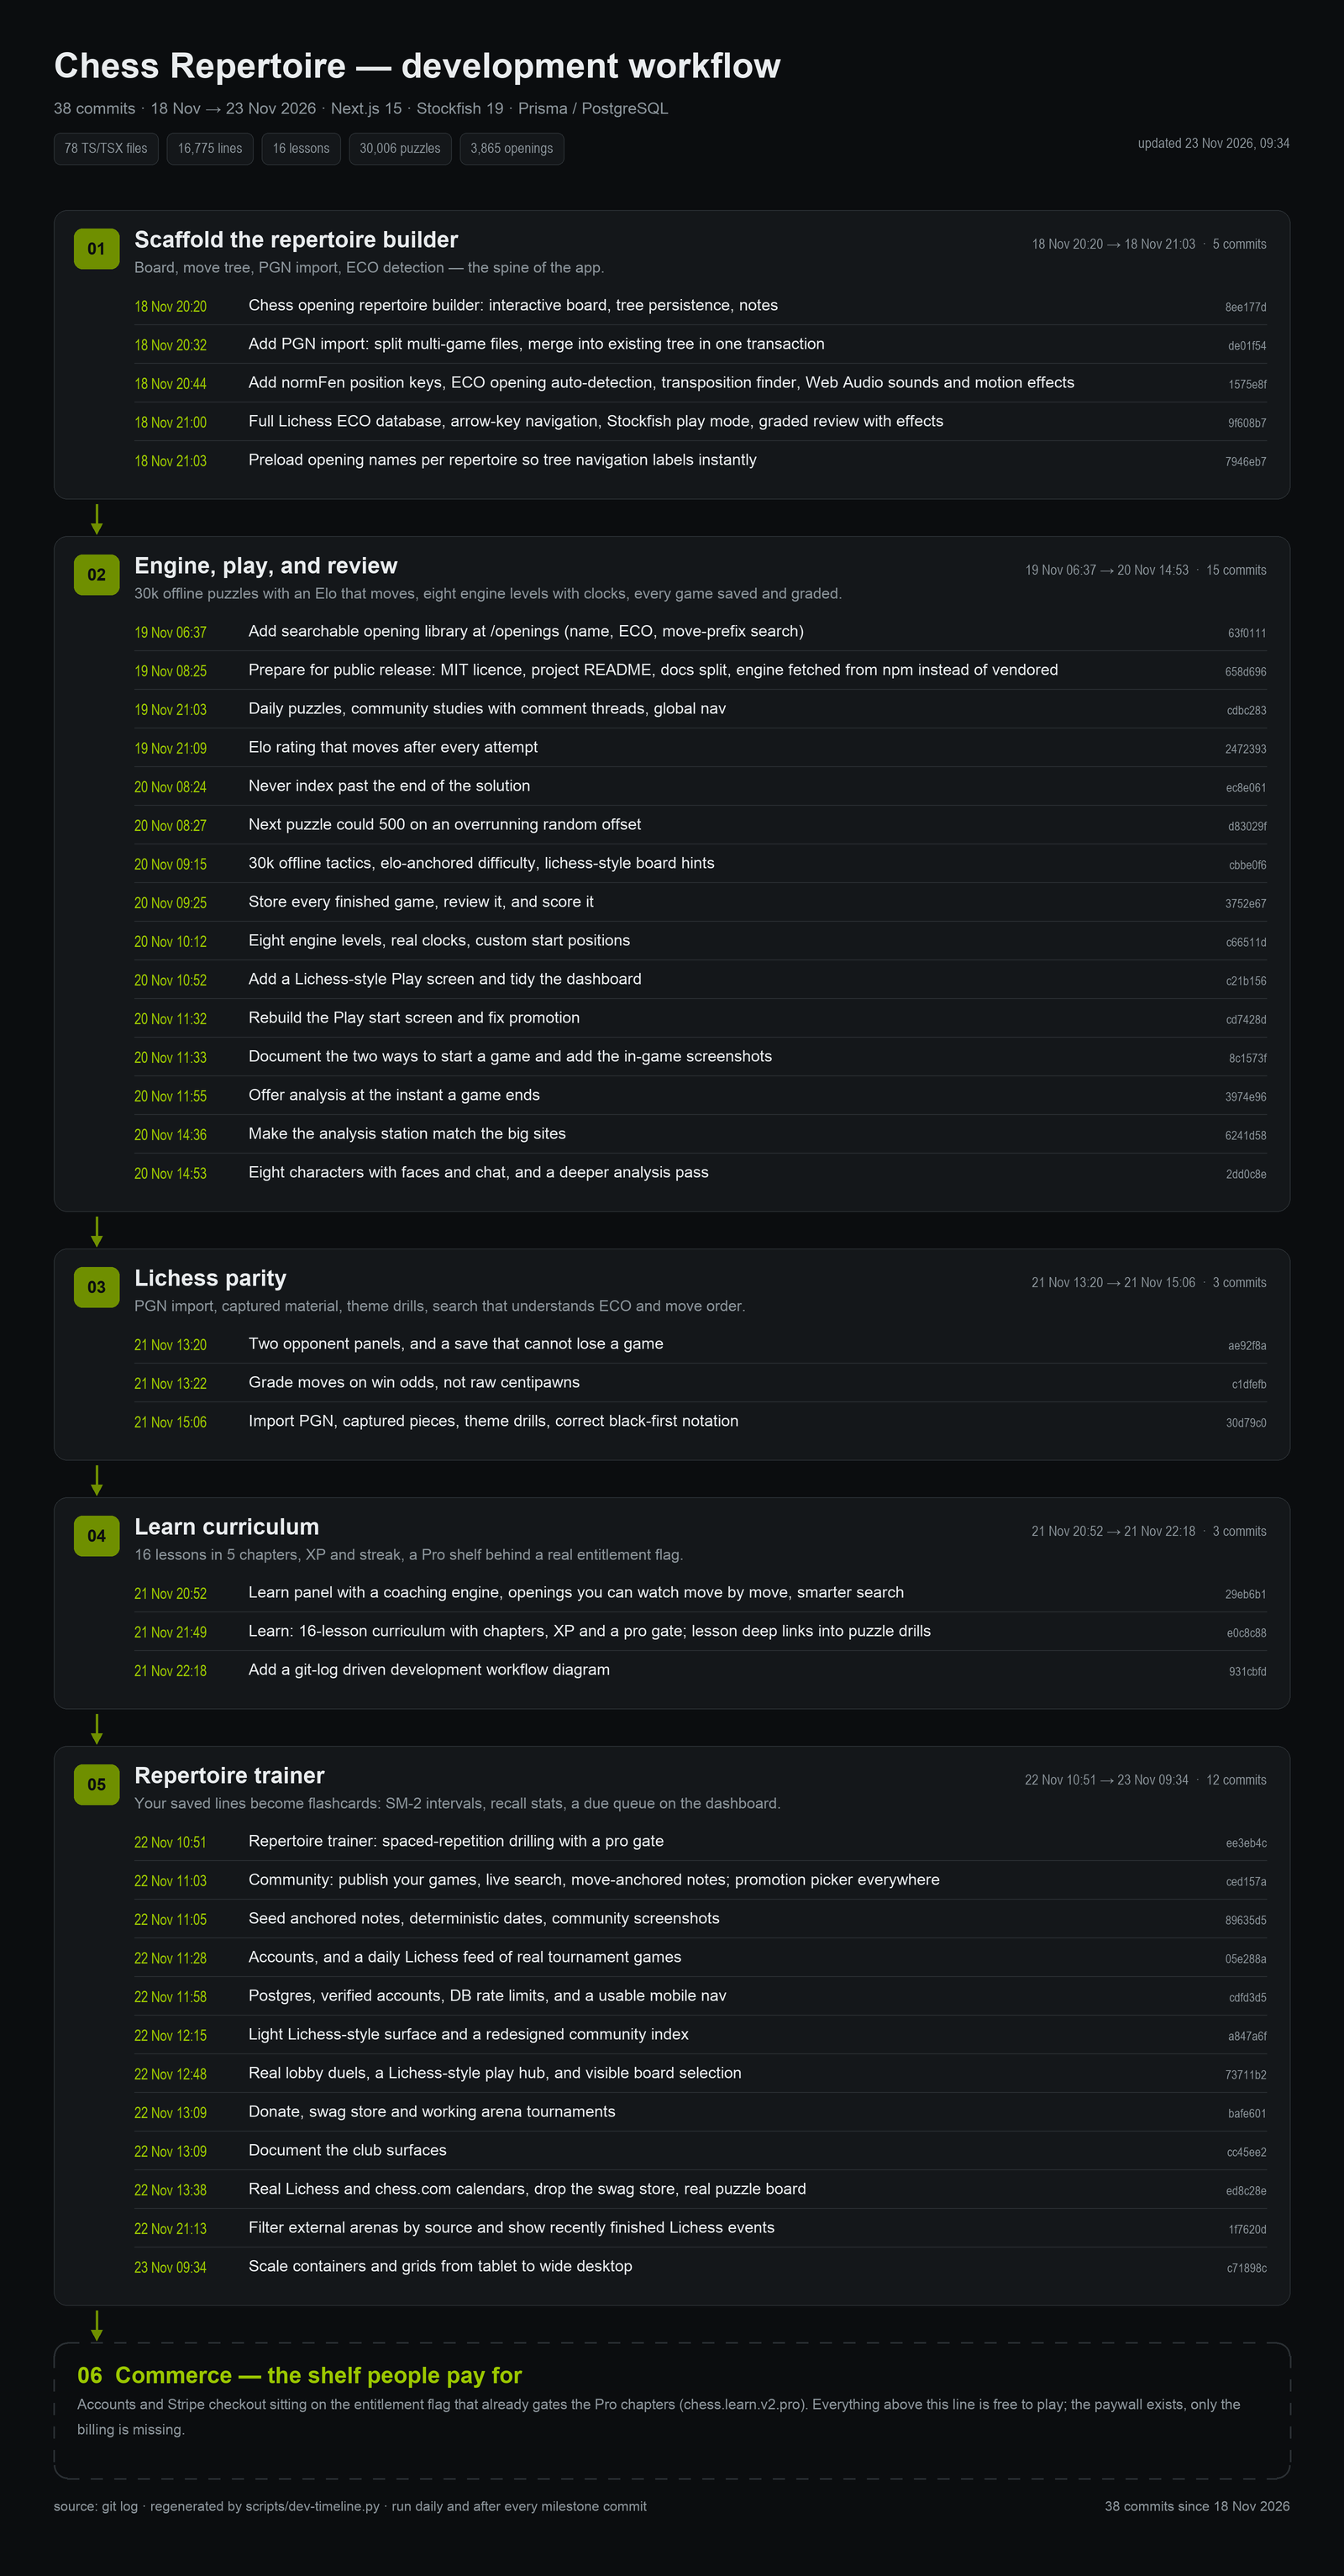 Chess Repertoire — development workflow
38 commits · 18 Nov → 23 Nov 2026 · Next.js 15 · Stockfish 19 · Prisma / PostgreSQL
78 TS/TSX files 16,775 lines 16 lessons 30,006 puzzles 3,865 openings
updated 23 Nov 2026, 09:34
01 Scaffold the repertoire builder 18 Nov 20:20 → 18 Nov 21:03 · 5 commits
Board, move tree, PGN import, ECO detection — the spine of the app.
18 Nov 20:20 Chess opening repertoire builder: interactive board, tree persistence, notes 8ee177d
18 Nov 20:32 Add PGN import: split multi-game files, merge into existing tree in one transaction de01f54
18 Nov 20:44 Add normFen position keys, ECO opening auto-detection, transposition finder, Web Audio sounds and motion effects 1575e8f
18 Nov 21:00 Full Lichess ECO database, arrow-key navigation, Stockfish play mode, graded review with effects 9f608b7
18 Nov 21:03 Preload opening names per repertoire so tree navigation labels instantly 7946eb7
02 Engine, play, and review 19 Nov 06:37 → 20 Nov 14:53 · 15 commits
30k offline puzzles with an Elo that moves, eight engine levels with clocks, every game saved and graded.
19 Nov 06:37 Add searchable opening library at /openings (name, ECO, move-prefix search) 63f0111
19 Nov 08:25 Prepare for public release: MIT licence, project README, docs split, engine fetched from npm instead of vendored 658d696
19 Nov 21:03 Daily puzzles, community studies with comment threads, global nav cdbc283
19 Nov 21:09 Elo rating that moves after every attempt 2472393
20 Nov 08:24 Never index past the end of the solution ec8e061
20 Nov 08:27 Next puzzle could 500 on an overrunning random offset d83029f
20 Nov 09:15 30k offline tactics, elo-anchored difficulty, lichess-style board hints cbbe0f6
20 Nov 09:25 Store every finished game, review it, and score it 3752e67
20 Nov 10:12 Eight engine levels, real clocks, custom start positions c66511d
20 Nov 10:52 Add a Lichess-style Play screen and tidy the dashboard c21b156
20 Nov 11:32 Rebuild the Play start screen and fix promotion cd7428d
20 Nov 11:33 Document the two ways to start a game and add the in-game screenshots 8c1573f
20 Nov 11:55 Offer analysis at the instant a game ends 3974e96
20 Nov 14:36 Make the analysis station match the big sites 6241d58
20 Nov 14:53 Eight characters with faces and chat, and a deeper analysis pass 2dd0c8e
03 Lichess parity 21 Nov 13:20 → 21 Nov 15:06 · 3 commits
PGN import, captured material, theme drills, search that understands ECO and move order.
21 Nov 13:20 Two opponent panels, and a save that cannot lose a game ae92f8a
21 Nov 13:22 Grade moves on win odds, not raw centipawns c1dfefb
21 Nov 15:06 Import PGN, captured pieces, theme drills, correct black-first notation 30d79c0
04 Learn curriculum 21 Nov 20:52 → 21 Nov 22:18 · 3 commits
16 lessons in 5 chapters, XP and streak, a Pro shelf behind a real entitlement flag.
21 Nov 20:52 Learn panel with a coaching engine, openings you can watch move by move, smarter search 29eb6b1
21 Nov 21:49 Learn: 16-lesson curriculum with chapters, XP and a pro gate; lesson deep links into puzzle drills e0c8c88
21 Nov 22:18 Add a git-log driven development workflow diagram 931cbfd
05 Repertoire trainer 22 Nov 10:51 → 23 Nov 09:34 · 12 commits
Your saved lines become flashcards: SM-2 intervals, recall stats, a due queue on the dashboard.
22 Nov 10:51 Repertoire trainer: spaced-repetition drilling with a pro gate ee3eb4c
22 Nov 11:03 Community: publish your games, live search, move-anchored notes; promotion picker everywhere ced157a
22 Nov 11:05 Seed anchored notes, deterministic dates, community screenshots 89635d5
22 Nov 11:28 Accounts, and a daily Lichess feed of real tournament games 05e288a
22 Nov 11:58 Postgres, verified accounts, DB rate limits, and a usable mobile nav cdfd3d5
22 Nov 12:15 Light Lichess-style surface and a redesigned community index a847a6f
22 Nov 12:48 Real lobby duels, a Lichess-style play hub, and visible board selection 73711b2
22 Nov 13:09 Donate, swag store and working arena tournaments bafe601
22 Nov 13:09 Document the club surfaces cc45ee2
22 Nov 13:38 Real Lichess and chess.com calendars, drop the swag store, real puzzle board ed8c28e
22 Nov 21:13 Filter external arenas by source and show recently finished Lichess events 1f7620d
23 Nov 09:34 Scale containers and grids from tablet to wide desktop c71898c
06 Commerce — the shelf people pay for
Accounts and Stripe checkout sitting on the entitlement flag that already gates the Pro chapters (chess.learn.v2.pro). Everything above this line is free to play; the paywall exists, only the
billing is missing.
source: git log · regenerated by scripts/dev-timeline.py · run daily and after every milestone commit 38 commits since 18 Nov 2026